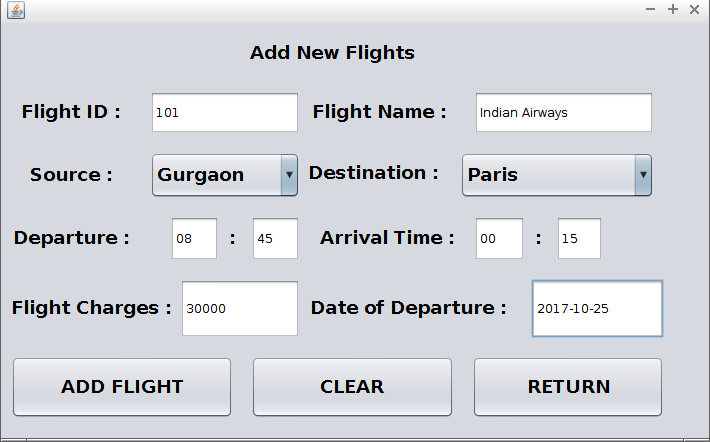 Add New Flights
Flight ID : 101 Flight Name : Indian Airways
Source : Gurgaon Destination : Paris
Departure : 08 : 45 Arrival Time : 00 : 15
Flight Charges : 30000 Date of Departure : 2017-10-25
ADD FLIGHT CLEAR RETURN